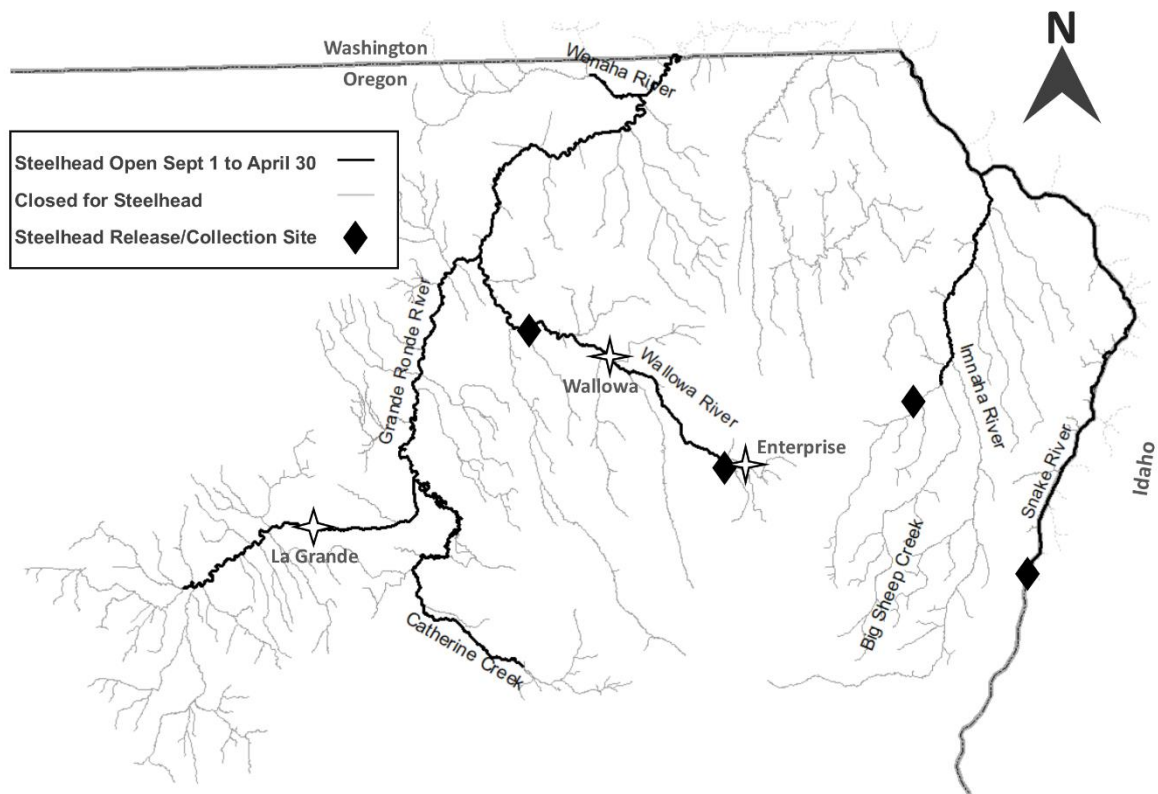 Washington
Oregon
Wenaha River
N
Steelhead Open Sept 1 to April 30
Closed for Steelhead
Steelhead Release/Collection Site
Grande Ronde River
Wallowa
Wallowa River
Enterprise
Imnaha River
Snake River
Idaho
La Grande
Big Sheep Creek
Catherine Creek